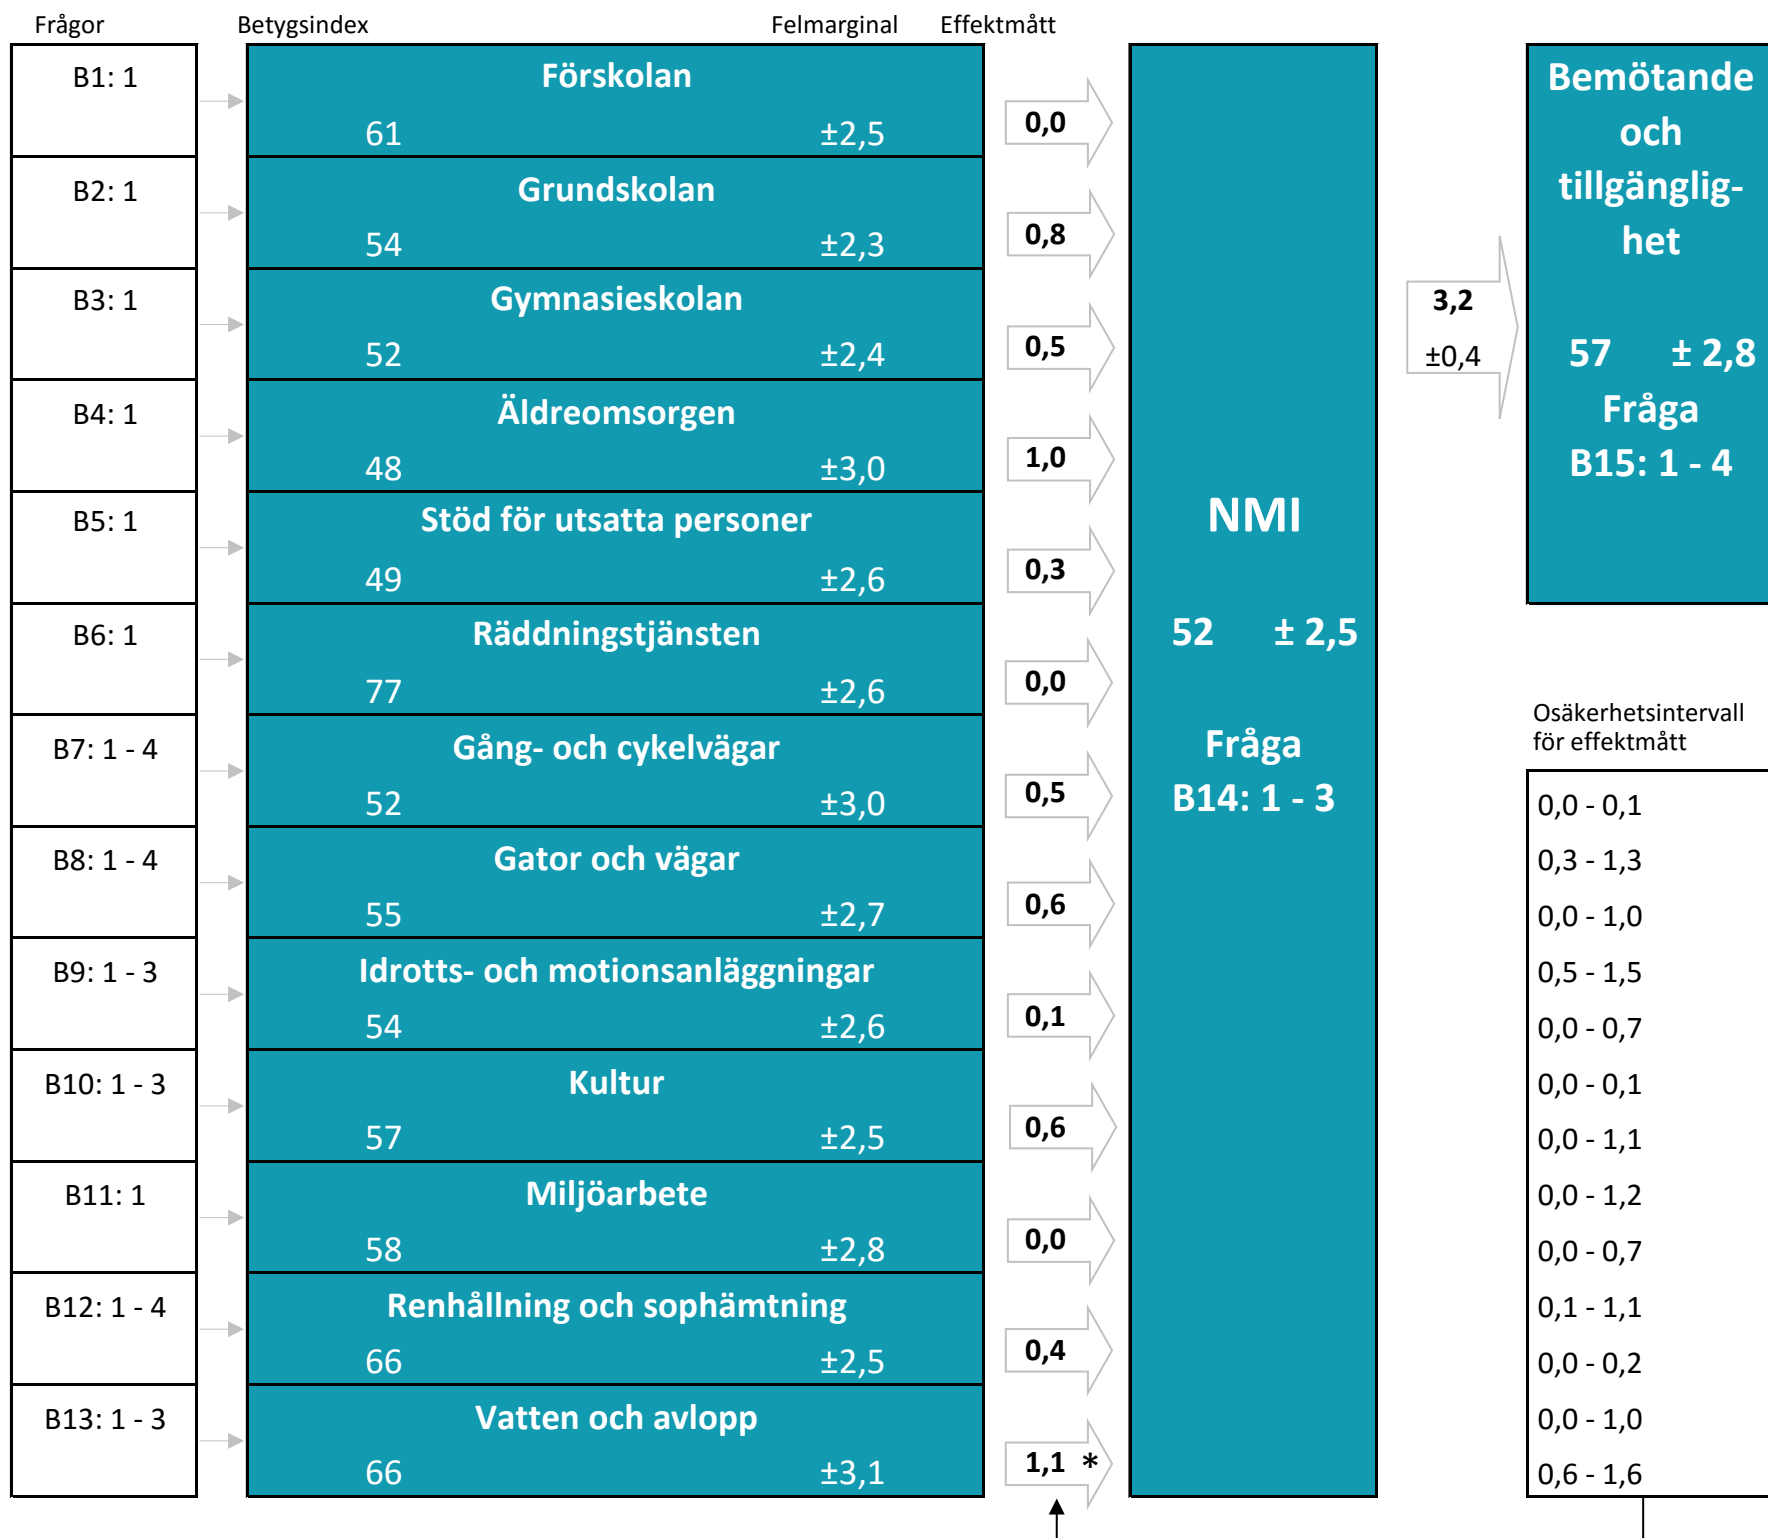 Frågor Betygsindex Felmarginal Effektmått
B1: 1
Förskolan
61 ±2,5
0,0
B2: 1
Grundskolan
54 ±2,3
0,8
B3: 1
Gymnasieskolan
52 ±2,4
0,5
B4: 1
Äldreomsorgen
48 ±3,0
1,0
B5: 1
Stöd för utsatta personer
49 ±2,6
0,3
B6: 1
Räddningstjänsten
77 ±2,6
0,0
B7: 1 - 4
Gång- och cykelvägar
52 ±3,0
0,5
B8: 1 - 4
Gator och vägar
55 ±2,7
0,6
B9: 1 - 3
Idrotts- och motionsanläggningar
54 ±2,6
0,1
B10: 1 - 3
Kultur
57 ±2,5
0,6
B11: 1
Miljöarbete
58 ±2,8
0,0
B12: 1 - 4
Renhållning och sophämtning
66 ±2,5
0,4
B13: 1 - 3
Vatten och avlopp
66 ±3,1
1,1 *
NMI
52 ± 2,5
Fråga
B14: 1 - 3
3,2
±0,4
Bemötande
och
tillgänglig-
het
57 ± 2,8
Fråga
B15: 1 - 4
Osäkerhetsintervall
för effektmått
0,0 - 0,1
0,3 - 1,3
0,0 - 1,0
0,5 - 1,5
0,0 - 0,7
0,0 - 0,1
0,0 - 1,1
0,0 - 1,2
0,0 - 0,7
0,1 - 1,1
0,0 - 0,2
0,0 - 1,0
0,6 - 1,6